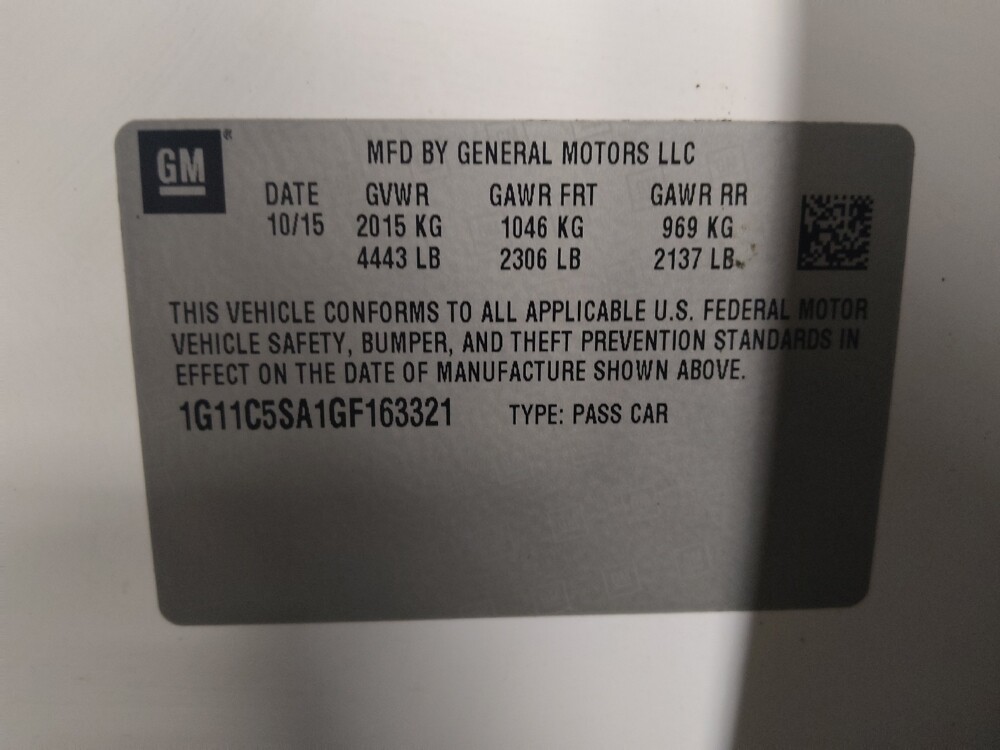 GM®
MFD BY GENERAL MOTORS LLC
DATE GVWR GAWR FRT GAWR RR
10/15 2015 KG 1046 KG 969 KG
4443 LB 2306 LB 2137 LB
THIS VEHICLE CONFORMS TO ALL APPLICABLE U.S. FEDERAL MOTOR
VEHICLE SAFETY, BUMPER, AND THEFT PREVENTION STANDARDS IN
EFFECT ON THE DATE OF MANUFACTURE SHOWN ABOVE.
1G11C5SA1GF163321 TYPE: PASS CAR